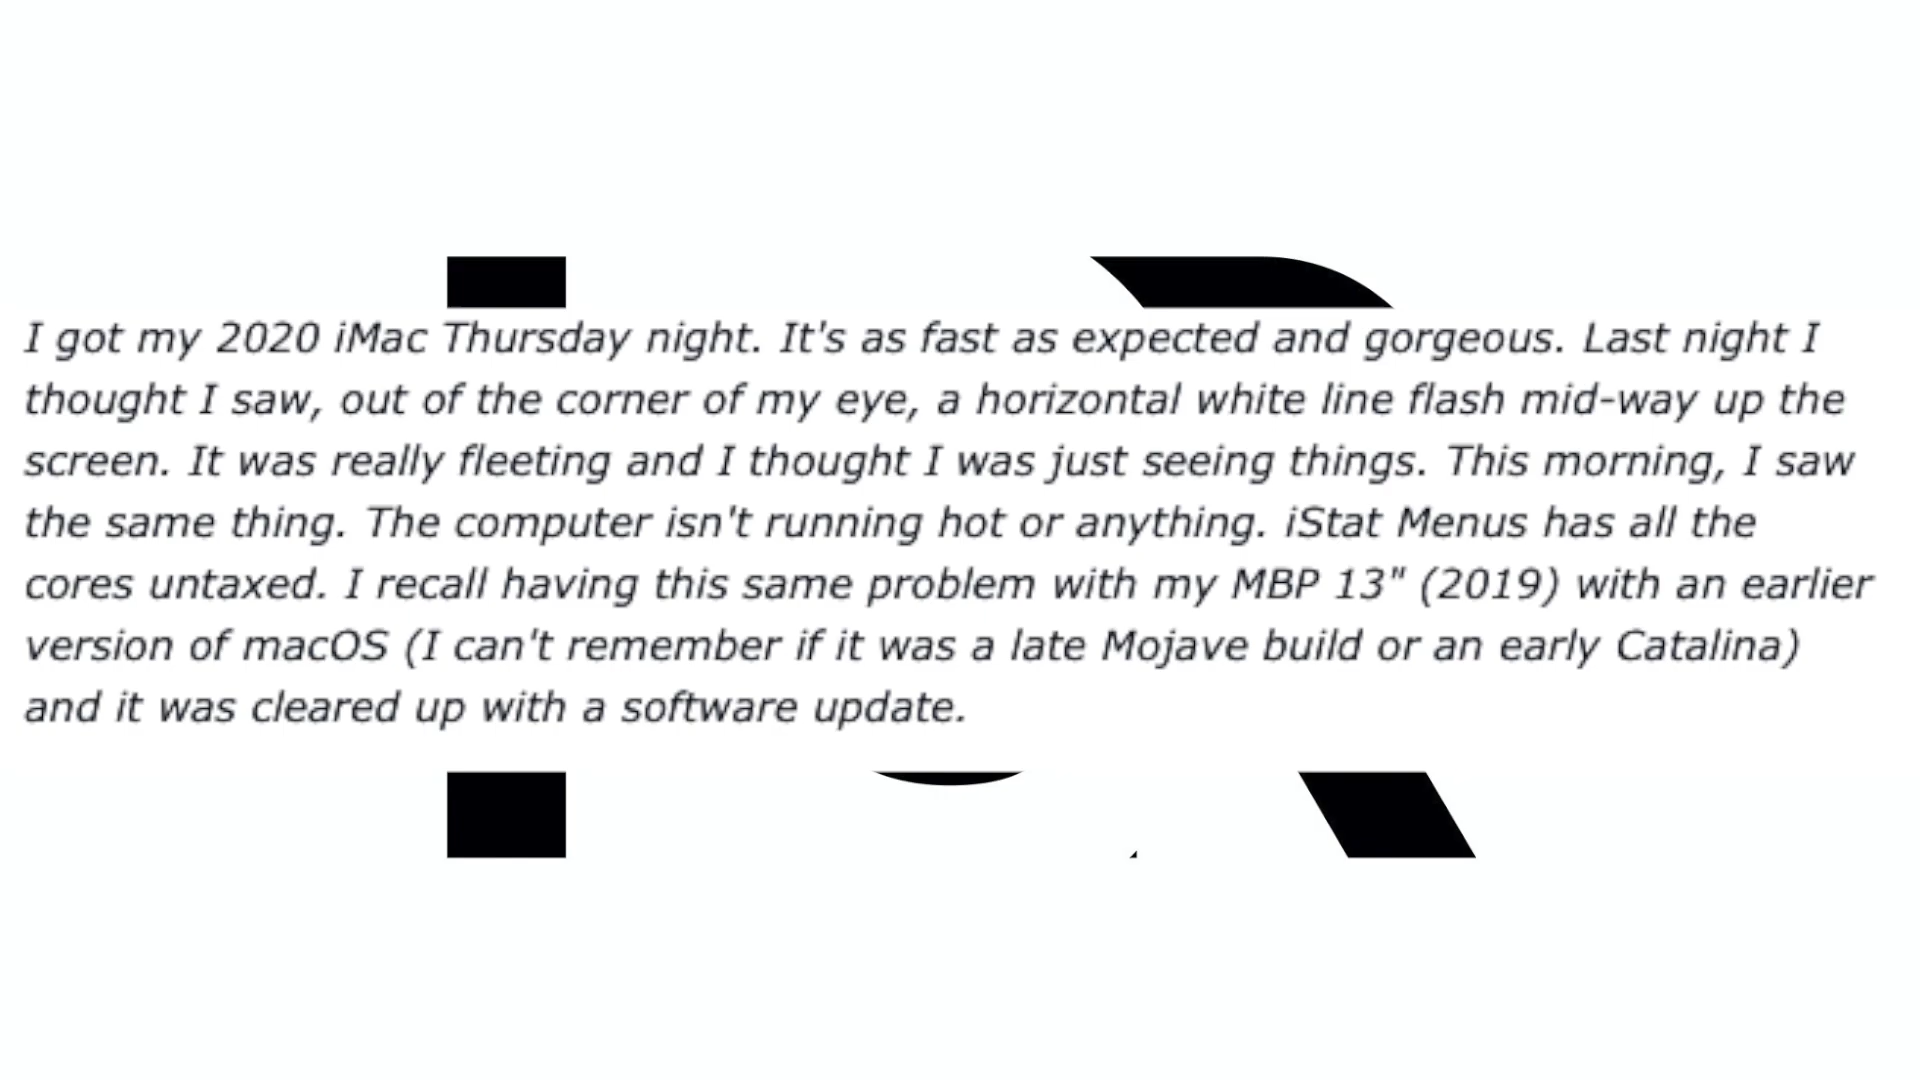 I got my 2020 iMac Thursday night. It's as fast as expected and gorgeous. Last night I
thought I saw, out of the corner of my eye, a horizontal white line flash mid-way up the
screen. It was really fleeting and I thought I was just seeing things. This morning, I saw
the same thing. The computer isn't running hot or anything. iStat Menus has all the
cores untaxed. I recall having this same problem with my MBP 13" (2019) with an earlier
version of macOS (I can't remember if it was a late Mojave build or an early Catalina)
and it was cleared up with a software update.